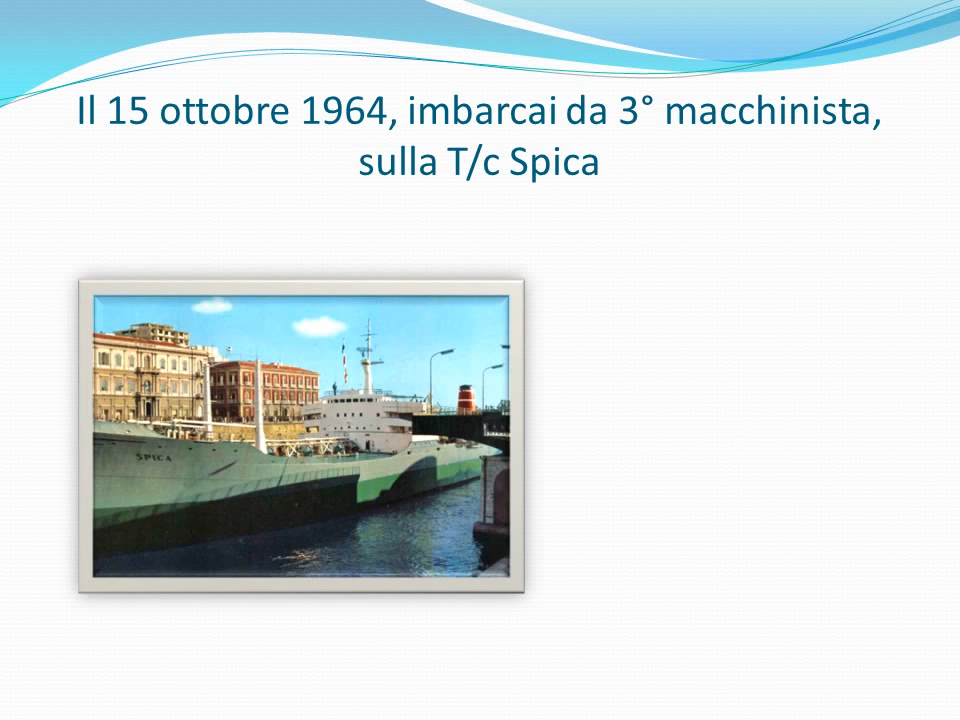 Il 15 ottobre 1964, imbarcai da 3° macchinista,
sulla T/c Spica
SPICA